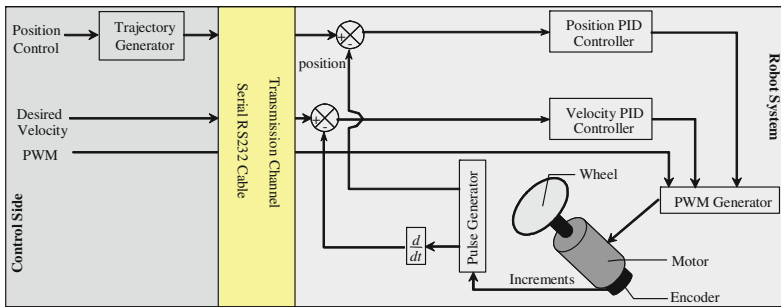 Position
Control
Trajectory
Generator
position
Position PID
Controller
Desired
Velocity
PWM
Velocity PID
Controller
Transmission Channel
Serial RS232 Cable
Control Side
Robot System
Wheel
Pulse Generator
PWM Generator
d
dt
Motor
Increments
Encoder
+
-
+
-